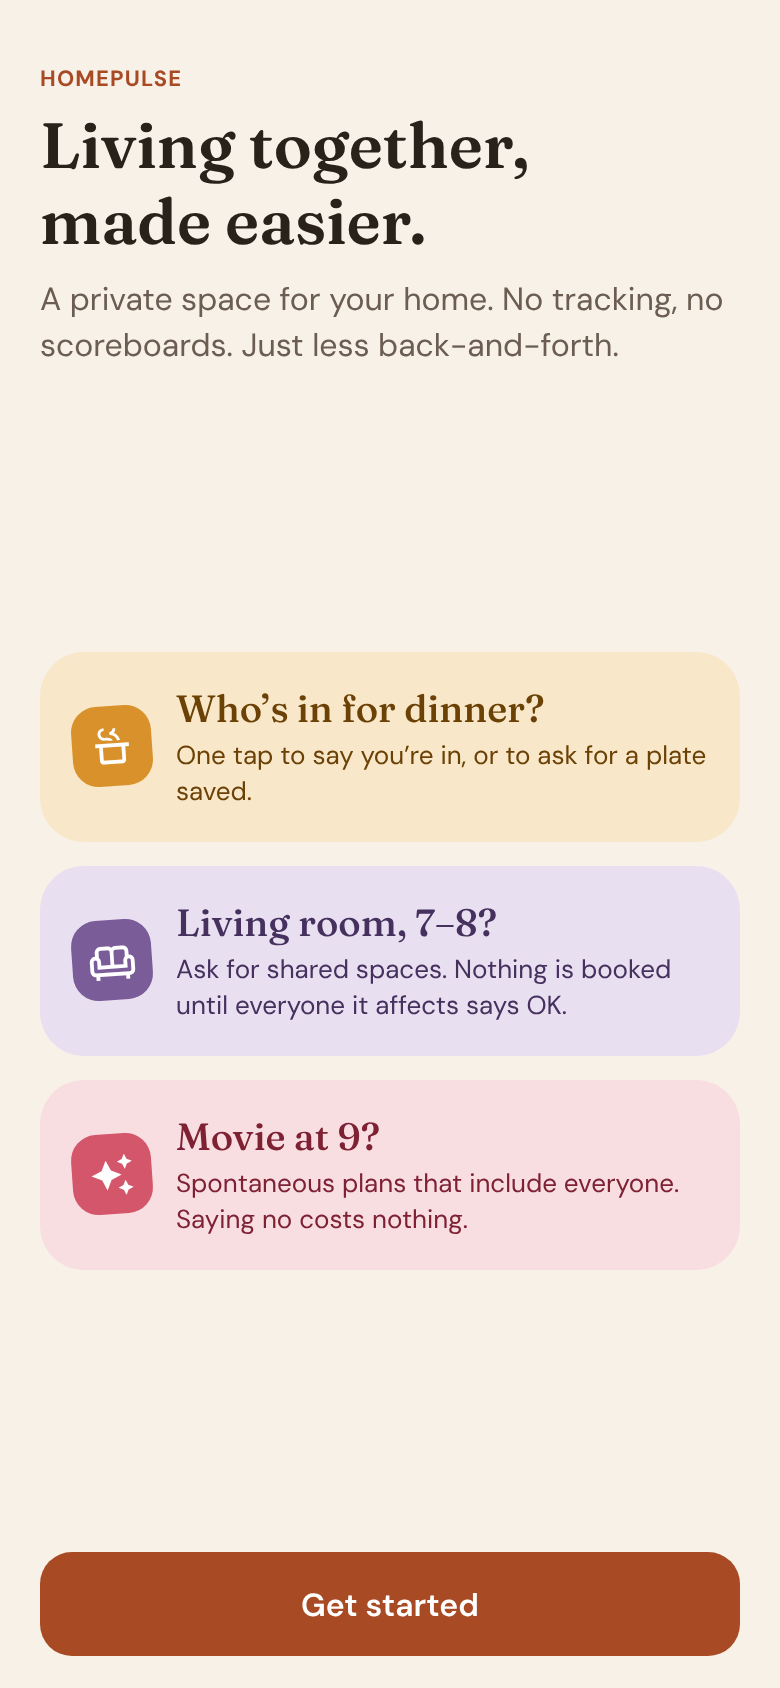 HOMEPULSE
Living together,
made easier.
A private space for your home. No tracking, no
scoreboards. Just less back-and-forth.
Who’s in for dinner?
One tap to say you’re in, or to ask for a plate
saved.
Living room, 7–8?
Ask for shared spaces. Nothing is booked
until everyone it affects says OK.
Movie at 9?
Spontaneous plans that include everyone.
Saying no costs nothing.
Get started